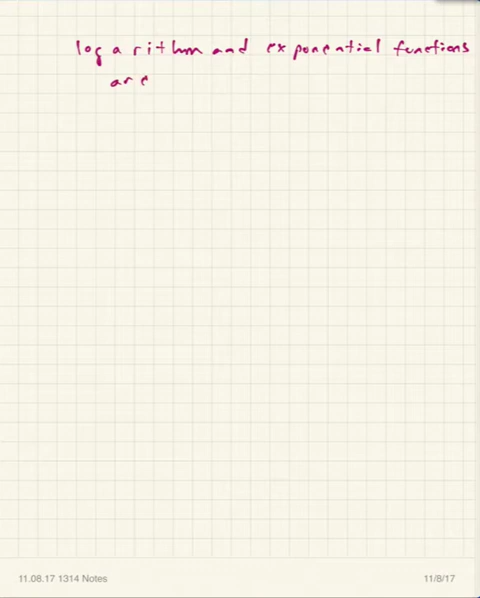 logarithm and exponential functions
are
11.08.17 1314 Notes
11/8/17